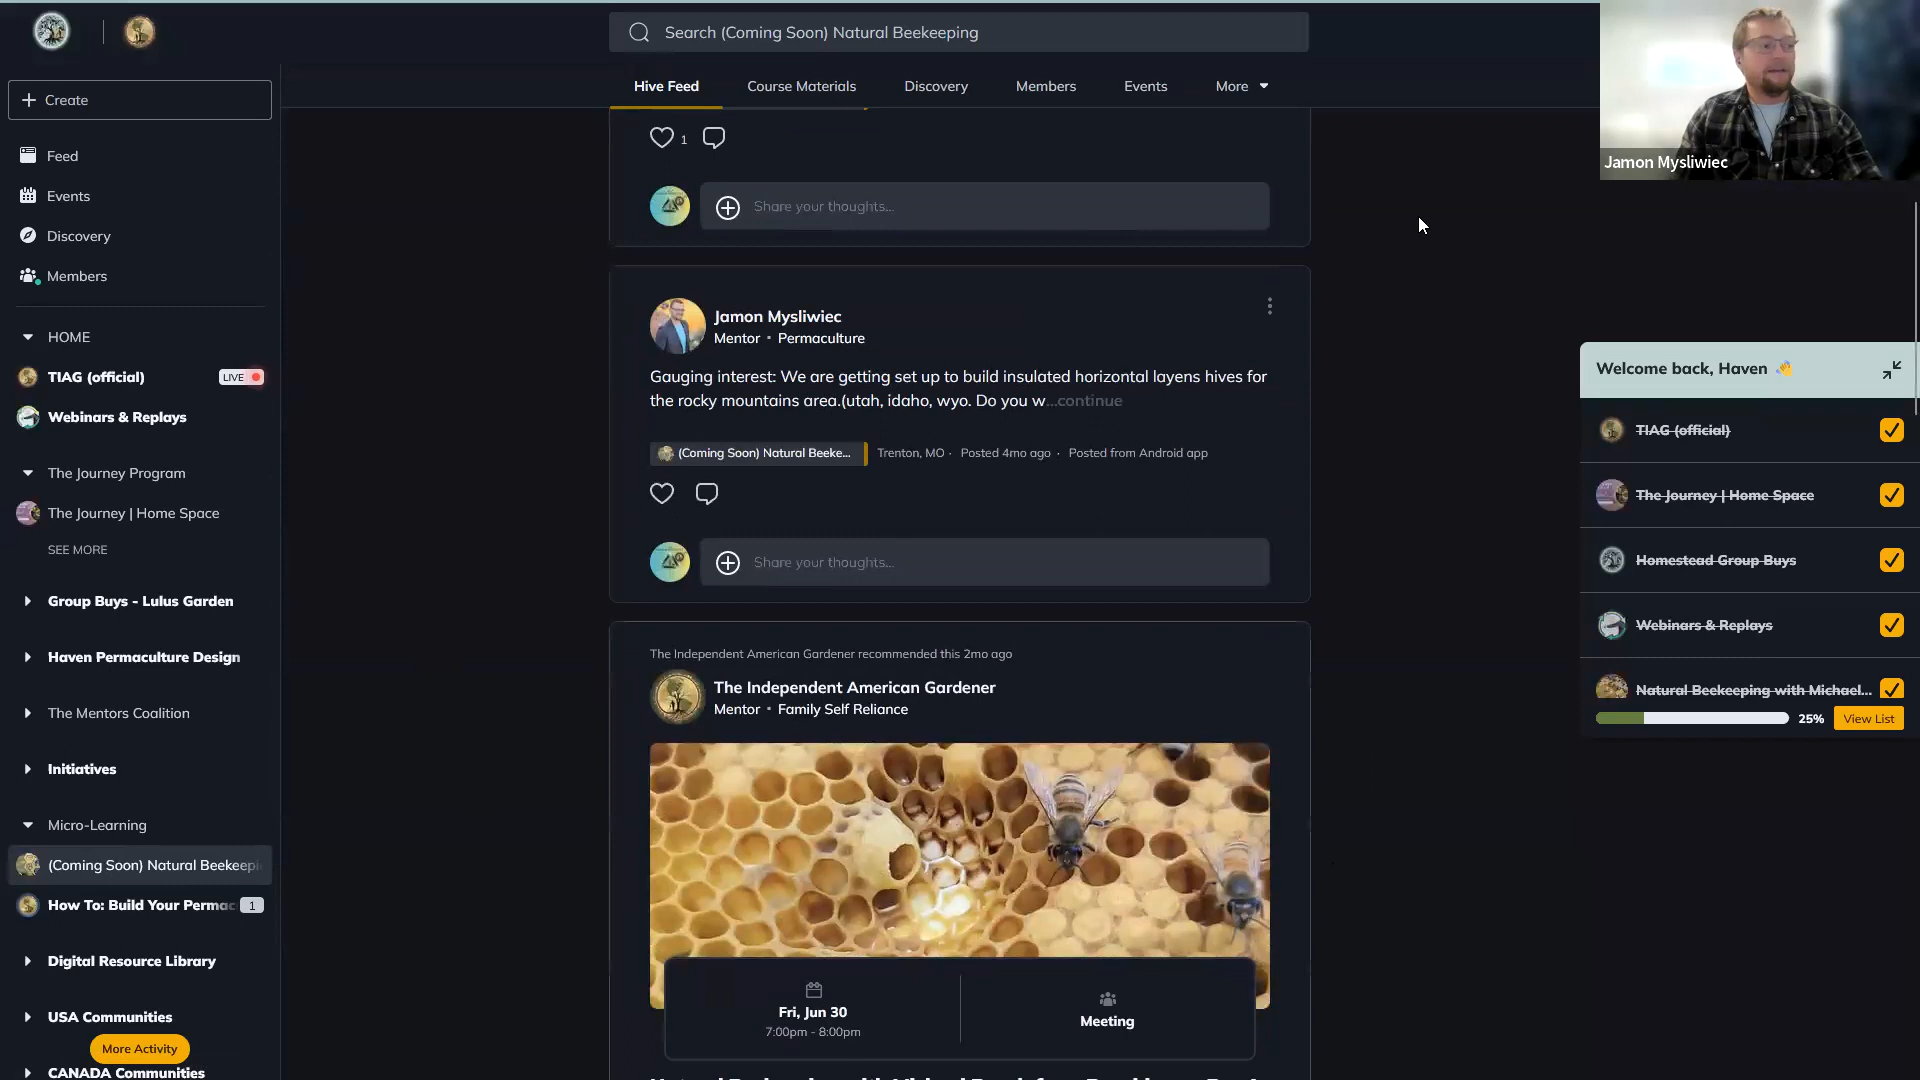 Search (Coming Soon) Natural Beekeeping
Hive Feed
Course Materials
Discovery
Members
Events
More
Jamon Mysliwiec
Create
Feed
Events
Discovery
Members
HOME
TIAG (official)
LIVE
Webinars & Replays
The Journey Program
The Journey | Home Space
SEE MORE
Group Buys - Lulus Garden
Haven Permaculture Design
The Mentors Coalition
Initiatives
Micro-Learning
(Coming Soon) Natural Beekeepi
How To: Build Your Permac
1
Digital Resource Library
USA Communities
More Activity
CANADA Communities
1
Share your thoughts...
Jamon Mysliwiec
Mentor • Permaculture
Gauging interest: We are getting set up to build insulated horizontal layens hives for
the rocky mountains area.(utah, idaho, wyo. Do you w...continue
(Coming Soon) Natural Beeke...
Trenton, MO · Posted 4mo ago · Posted from Android app
Share your thoughts...
The Independent American Gardener recommended this 2mo ago
The Independent American Gardener
Mentor • Family Self Reliance
Fri, Jun 30
7:00pm - 8:00pm
Meeting
Welcome back, Haven 👋
TIAG (official)
The Journey | Home Space
Homestead Group Buys
Webinars & Replays
Natural Beekeeping with Michael...
25%
View List